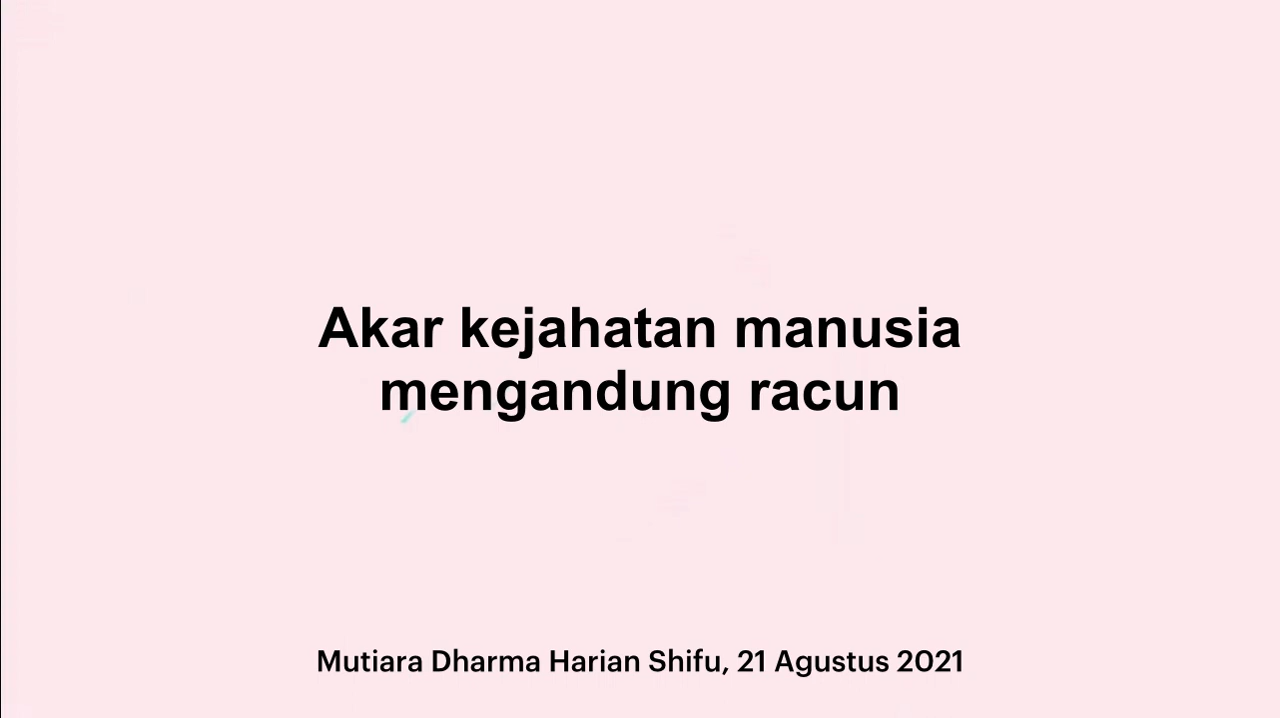 Akar kejahatan manusia
mengandung racun
Mutiara Dharma Harian Shifu, 21 Agustus 2021